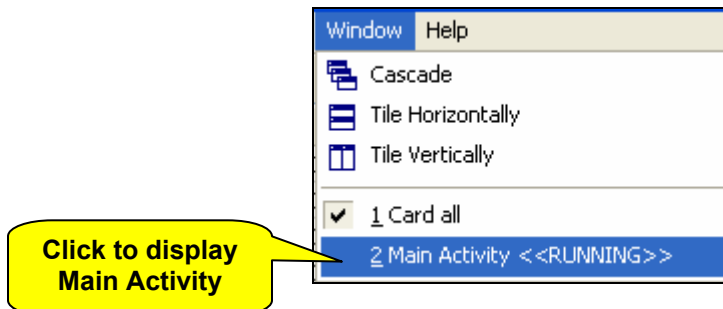 Window Help
Cascade
Tile Horizontally
Tile Vertically
1 Card all
2 Main Activity <<RUNNING>>
Click to display
Main Activity